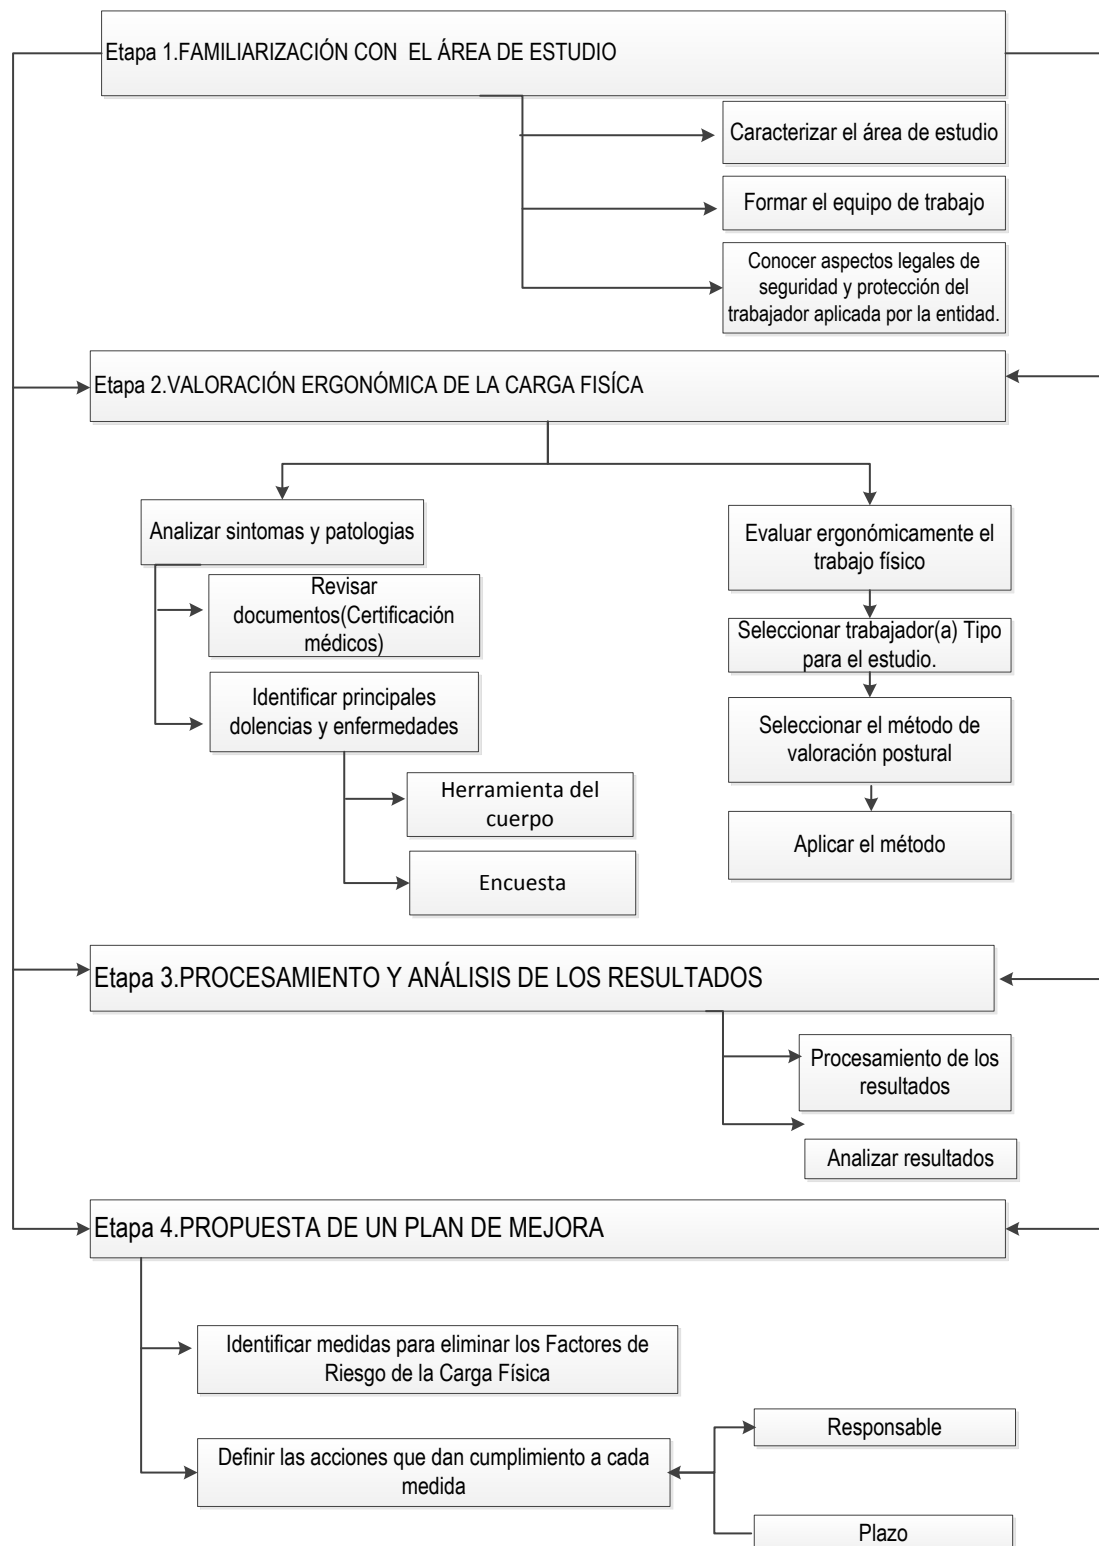 Etapa 1.FAMILIARIZACIÓN CON EL ÁREA DE ESTUDIO
Caracterizar el área de estudio
Formar el equipo de trabajo
Conocer aspectos legales de
seguridad y protección del
trabajador aplicada por la entidad.
Etapa 2.VALORACIÓN ERGONÓMICA DE LA CARGA FISÍCA
Analizar sintomas y patologias
Revisar
documentos(Certificación
médicos)
Identificar principales
dolencias y enfermedades
Herramienta del
cuerpo
Encuesta
Evaluar ergonómicamente el
trabajo físico
Seleccionar trabajador(a) Tipo
para el estudio.
Seleccionar el método de
valoración postural
Aplicar el método
Etapa 3.PROCESAMIENTO Y ANÁLISIS DE LOS RESULTADOS
Procesamiento de los
resultados
Analizar resultados
Etapa 4.PROPUESTA DE UN PLAN DE MEJORA
Identificar medidas para eliminar los Factores de
Riesgo de la Carga Física
Definir las acciones que dan cumplimiento a cada
medida
Responsable
Plazo